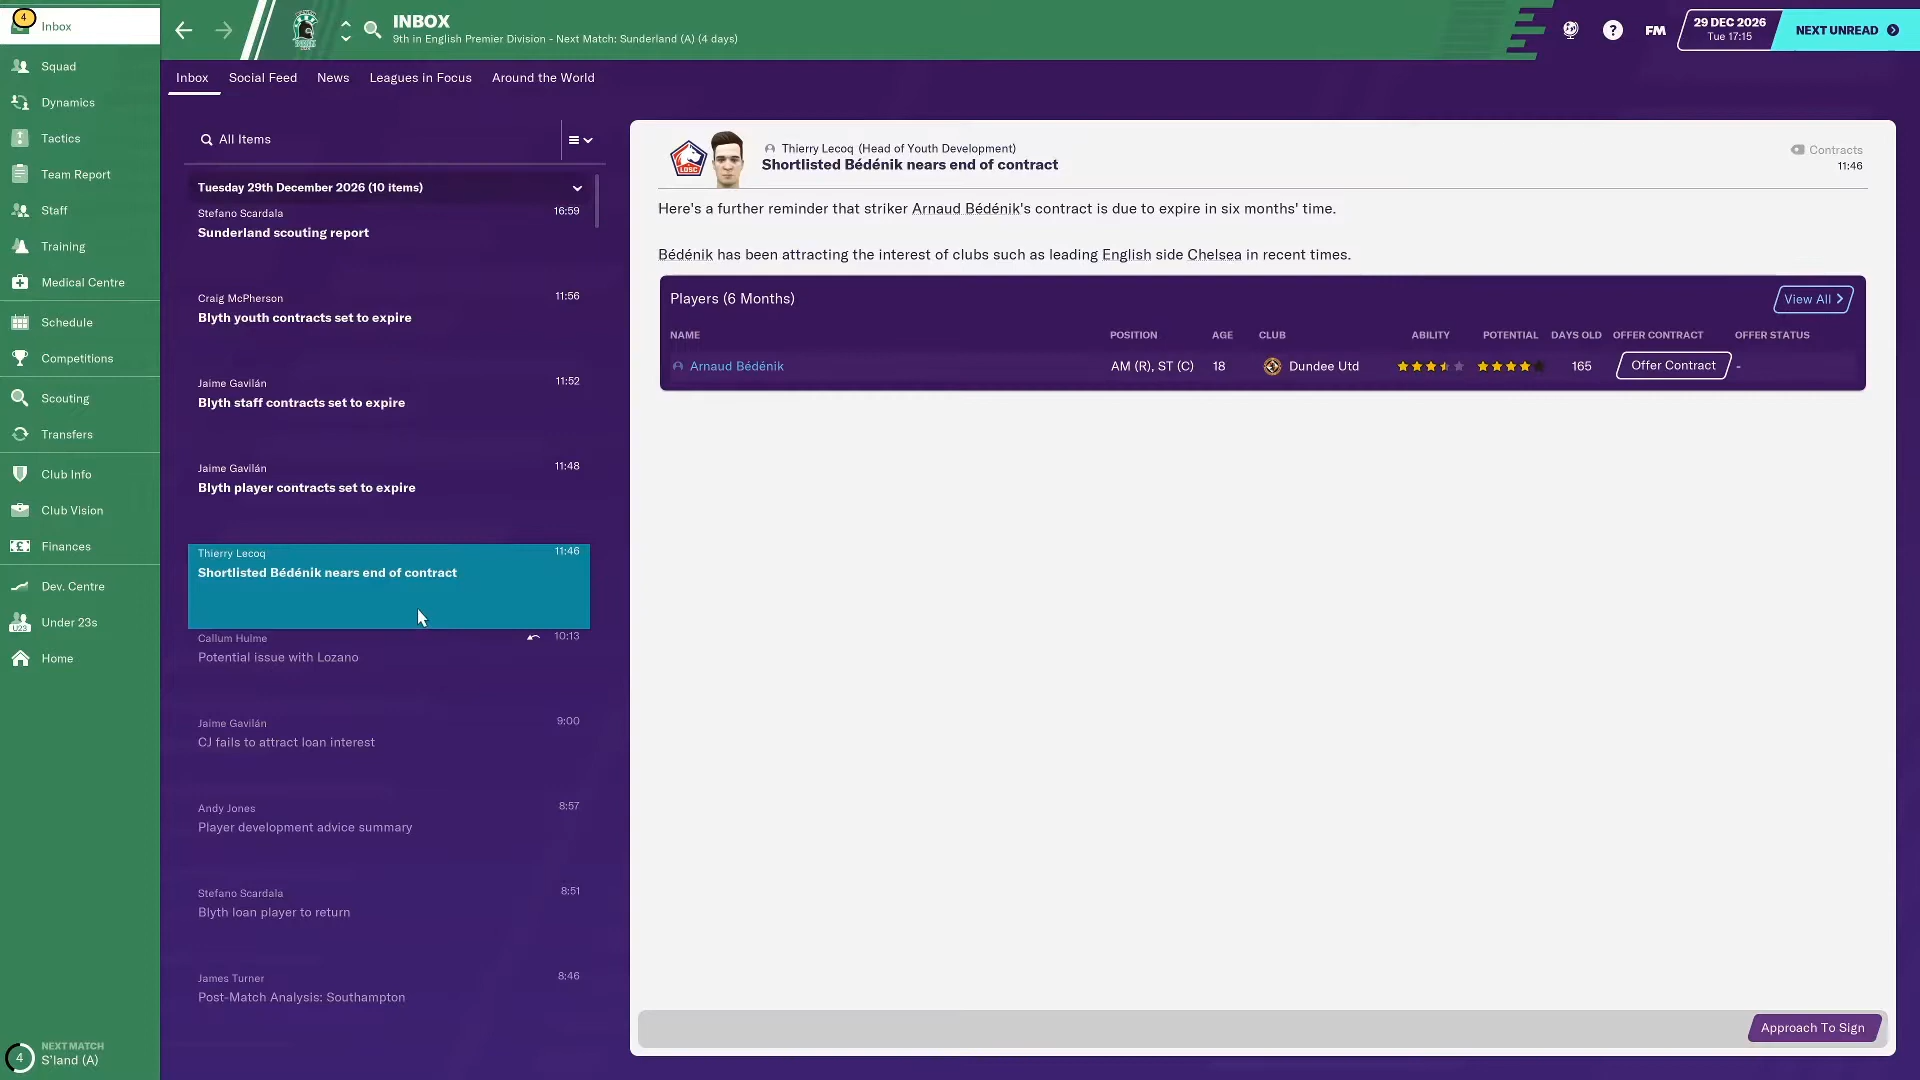 4
Inbox
Squad
Dynamics
Tactics
Team Report
Staff
Training
Medical Centre
Schedule
Competitions
Scouting
Transfers
Club Info
Club Vision
Finances
Dev. Centre
U23
Under 23s
Home
4
NEXT MATCH
S'land (A)
INBOX
9th in English Premier Division - Next Match: Sunderland (A) (4 days)
?
FM
29 DEC 2026
Tue 17:15
NEXT UNREAD
Inbox
Social Feed
News
Leagues in Focus
Around the World
All Items
Tuesday 29th December 2026 (10 items)
Stefano Scardala 16:59
Sunderland scouting report
Craig McPherson 11:56
Blyth youth contracts set to expire
Jaime Gavilán 11:52
Blyth staff contracts set to expire
Jaime Gavilán 11:48
Blyth player contracts set to expire
Thierry Lecoq 11:46
Shortlisted Bédénik nears end of contract
Callum Hulme 10:13
Potential issue with Lozano
Jaime Gavilán 9:00
CJ fails to attract loan interest
Andy Jones 8:57
Player development advice summary
Stefano Scardala 8:51
Blyth loan player to return
James Turner 8:46
Post-Match Analysis: Southampton
LOSC
Thierry Lecoq (Head of Youth Development)
Shortlisted Bédénik nears end of contract
Contracts
11:46
Here's a further reminder that striker Arnaud Bédénik's contract is due to expire in six months' time.
Bédénik has been attracting the interest of clubs such as leading English side Chelsea in recent times.
Players (6 Months)
View All
NAME POSITION AGE CLUB ABILITY POTENTIAL DAYS OLD OFFER CONTRACT OFFER STATUS
Arnaud Bédénik AM (R), ST (C) 18 Dundee Utd 165 Offer Contract -
Approach To Sign